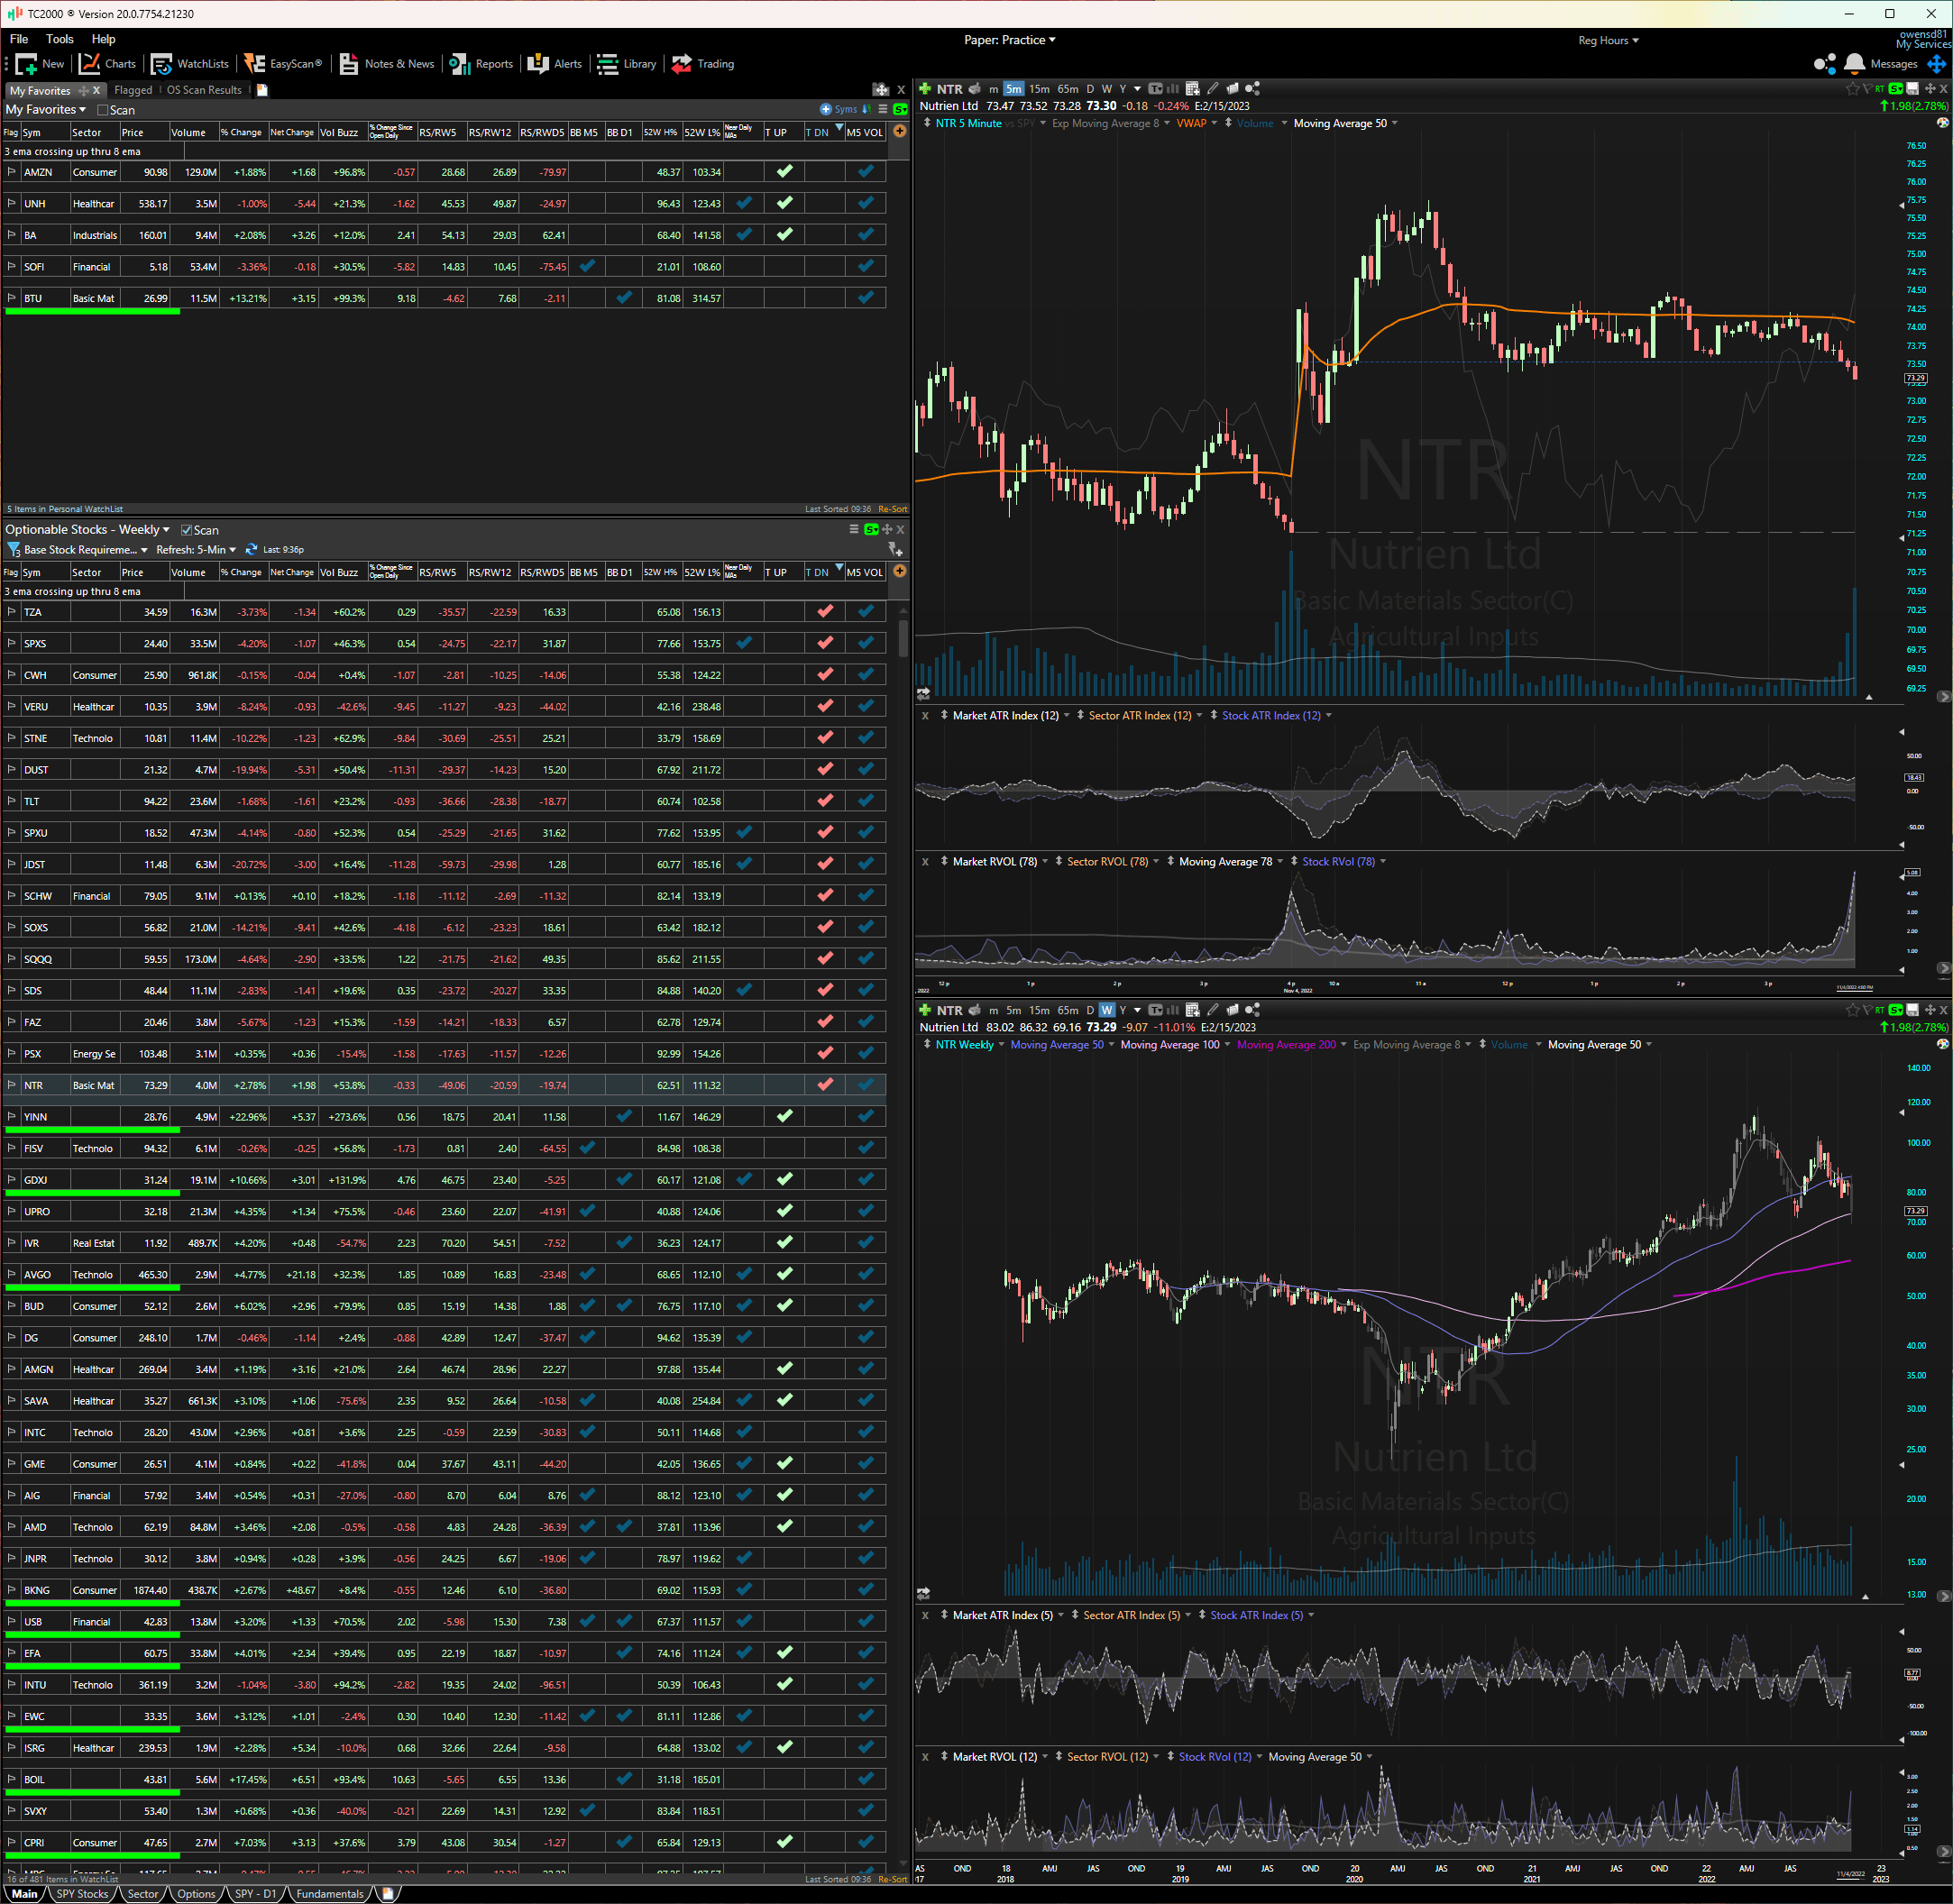 TC2000 ® Version 20.0.7754.21230
File Tools Help
Paper: Practice
Reg Hours
owensd81
My Services
New Charts WatchLists EasyScan® Notes & News Reports Alerts Library Trading
Messages
My Favorites X Flagged OS Scan Results
My Favorites Scan
Syms
Flag Sym Sector Price Volume % Change Net Change Vol Buzz % Change Since Open Daily RS/RW5 RS/RW12 RS/RWD5 BB M5 BB D1 52W H% 52W L% Near Daily MAs T UP T DN M5 VOL
3 ema crossing up thru 8 ema
AMZN Consumer 90.98 129.0M +1.88% +1.68 +96.8% -0.57 28.68 26.89 -79.97 48.37 103.34
UNH Healthcar 538.17 3.5M -1.00% -5.44 +21.3% -1.62 45.53 49.87 -24.97 96.43 123.43
BA Industrials 160.01 9.4M +2.08% +3.26 +12.0% 2.41 54.13 29.03 62.41 68.40 141.58
SOFI Financial 5.18 53.4M -3.36% -0.18 +30.5% -5.82 14.83 10.45 -75.45 21.01 108.60
BTU Basic Mat 26.99 11.5M +13.21% +3.15 +99.3% 9.18 -4.62 7.68 -2.11 81.08 314.57
5 Items in Personal WatchList
Last Sorted 09:36 Re-Sort
Optionable Stocks - Weekly Scan
Base Stock Requireme... Refresh: 5-Min Last: 9:36p
Flag Sym Sector Price Volume % Change Net Change Vol Buzz % Change Since Open Daily RS/RW5 RS/RW12 RS/RWD5 BB M5 BB D1 52W H% 52W L% Near Daily MAs T UP T DN M5 VOL
3 ema crossing up thru 8 ema
TZA 34.59 16.3M -3.73% -1.34 +60.2% 0.29 -35.57 -22.59 16.33 65.08 156.13
SPXS 24.40 33.5M -4.20% -1.07 +46.3% 0.54 -24.75 -22.17 31.87 77.66 153.75
CWH Consumer 25.90 961.8K -0.15% -0.04 +0.4% -1.07 -2.81 -10.25 -14.06 55.38 124.22
VERU Healthcar 10.35 3.9M -8.24% -0.93 -42.6% -9.45 -11.27 -9.23 -44.02 42.16 238.48
STNE Technolo 10.81 11.4M -10.22% -1.23 +62.9% -9.84 -30.69 -25.51 25.21 33.79 158.69
DUST 21.32 4.7M -19.94% -5.31 +50.4% -11.31 -29.37 -14.23 15.20 67.92 211.72
TLT 94.22 23.6M -1.68% -1.61 +23.2% -0.93 -36.66 -28.38 -18.77 60.74 102.58
SPXU 18.52 47.3M -4.14% -0.80 +52.3% 0.54 -25.29 -21.65 31.62 77.62 153.95
JDST 11.48 6.3M -20.72% -3.00 +16.4% -11.28 -59.73 -29.98 1.28 60.77 185.16
SCHW Financial 79.05 9.1M +0.13% +0.10 +18.2% -1.18 -11.12 -2.69 -11.32 82.14 133.19
SOXS 56.82 21.0M -14.21% -9.41 +42.6% -4.18 -6.12 -23.23 18.61 63.42 182.12
SQQQ 59.55 173.0M -4.64% -2.90 +33.5% 1.22 -21.75 -21.62 49.35 85.62 211.55
SDS 48.44 11.1M -2.83% -1.41 +19.6% 0.35 -23.72 -20.27 33.35 84.88 140.20
FAZ 20.46 3.8M -5.67% -1.23 +15.3% -1.59 -14.21 -18.33 6.57 62.78 129.74
PSX Energy Se 103.48 3.1M +0.35% +0.36 -15.4% -1.58 -17.63 -11.57 -12.26 92.99 154.26
NTR Basic Mat 73.29 4.0M +2.78% +1.98 +53.8% -0.33 -49.06 -20.59 -19.74 62.51 111.32
YINN 28.76 4.9M +22.96% +5.37 +273.6% 0.56 18.75 20.41 11.58 11.67 146.29
FISV Technolo 94.32 6.1M -0.26% -0.25 +56.8% -1.73 0.81 2.40 -64.55 84.98 108.38
GDXJ 31.24 19.1M +10.66% +3.01 +131.9% 4.76 46.75 23.40 -5.25 60.17 121.08
UPRO 32.18 21.3M +4.35% +1.34 +75.5% -0.46 23.60 22.07 -41.91 40.88 124.06
IVR Real Estat 11.92 489.7K +4.20% +0.48 -54.7% 2.23 70.20 54.51 -7.52 36.23 124.17
AVGO Technolo 465.30 2.9M +4.77% +21.18 +32.3% 1.85 10.89 16.83 -23.48 68.65 112.10
BUD Consumer 52.12 2.6M +6.02% +2.96 +79.9% 0.85 15.19 14.38 1.88 76.75 117.10
DG Consumer 248.10 1.7M -0.46% -1.14 +2.4% -0.88 42.89 12.47 -37.47 94.62 135.39
AMGN Healthcar 269.04 3.4M +1.19% +3.16 +21.0% 2.64 46.74 28.96 22.27 97.88 135.44
SAVA Healthcar 35.27 661.3K +3.10% +1.06 -75.6% 2.35 9.52 26.64 -10.58 40.08 254.84
INTC Technolo 28.20 43.0M +2.96% +0.81 +3.6% 2.25 -0.59 22.59 -30.83 50.11 114.68
GME Consumer 26.51 4.1M +0.84% +0.22 -41.8% 0.04 37.67 43.11 -44.20 42.05 136.65
AIG Financial 57.92 3.4M +0.54% +0.31 -27.0% -0.80 8.70 6.04 8.76 88.12 123.10
AMD Technolo 62.19 84.8M +3.46% +2.08 -0.5% -0.58 4.83 24.28 -36.39 37.81 113.96
JNPR Technolo 30.12 3.8M +0.94% +0.28 +3.9% -0.56 24.25 6.67 -19.06 78.97 119.62
BKNG Consumer 1874.40 438.7K +2.67% +48.67 +8.4% -0.55 12.46 6.10 -36.80 69.02 115.93
USB Financial 42.83 13.8M +3.20% +1.33 +70.5% 2.02 -5.98 15.30 7.38 67.37 111.57
EFA 60.75 33.8M +4.01% +2.34 +39.4% 0.95 22.19 18.87 -10.97 74.16 111.24
INTU Technolo 361.19 3.2M -1.04% -3.80 +94.2% -2.82 19.35 24.02 -96.51 50.39 106.43
EWC 33.35 3.6M +3.12% +1.01 -2.4% 0.30 10.40 12.30 -11.42 81.11 112.86
ISRG Healthcar 239.53 1.9M +2.28% +5.34 -10.0% 0.68 32.66 22.64 -9.58 64.88 133.02
BOIL 43.81 5.6M +17.45% +6.51 +93.4% 10.63 -5.65 6.55 13.36 31.18 185.01
SVXY 53.40 1.3M +0.68% +0.36 -40.0% -0.21 22.69 14.31 12.92 83.84 118.51
CPRI Consumer 47.65 2.7M +7.03% +3.13 +37.6% 3.79 43.08 30.54 -1.27 65.84 129.13
16 of 481 Items in WatchList
Last Sorted 09:36 Re-Sort
Main SPY Stocks Sector Options SPY - D1 Fundamentals
NTR m 5m 15m 65m D W Y
RT
Nutrien Ltd 73.47 73.52 73.28 73.30 -0.18 -0.24% E:2/15/2023
1.98(2.78%)
NTR 5 Minute vs SPY Exp Moving Average 8 VWAP Volume Moving Average 50
76.50
76.25
76.00
75.75
75.50
75.25
75.00
74.75
74.50
74.25
74.00
73.75
73.50
73.29
73.25
73.00
72.75
72.50
72.25
72.00
71.75
71.50
71.25
71.00
70.75
70.50
70.25
70.00
69.75
69.50
69.25
NTR
Nutrien Ltd
Basic Materials Sector(C)
Agricultural Inputs
X Market ATR Index (12) Sector ATR Index (12) Stock ATR Index (12)
50.00
18.43
0.00
-50.00
X Market RVOL (78) Sector RVOL (78) Moving Average 78 Stock RVol (78)
5.08
4.00
3.00
2.00
1.00
, 2022 12 p 1 p 2 p 3 p 4 p 10 a 11 a 12 p 1 p 2 p 3 p
Nov 4, 2022
11/4/2022 4:00 PM
NTR m 5m 15m 65m D W Y
RT
Nutrien Ltd 83.02 86.32 69.16 73.29 -9.07 -11.01% E:2/15/2023
1.98(2.78%)
NTR Weekly Moving Average 50 Moving Average 100 Moving Average 200 Exp Moving Average 8 Volume Moving Average 50
140.00
120.00
100.00
80.00
73.29
70.00
60.00
50.00
40.00
35.00
30.00
25.00
20.00
15.00
13.00
NTR
Nutrien Ltd
Basic Materials Sector(C)
Agricultural Inputs
X Market ATR Index (5) Sector ATR Index (5) Stock ATR Index (5)
50.00
8.77
0.00
-50.00
-100.00
X Market RVOL (12) Sector RVOL (12) Stock RVol (12) Moving Average 50
3.00
2.50
2.00
1.50
1.14
0.50
AS OND 18 AMJ JAS OND 19 AMJ JAS OND 20 AMJ JAS OND 21 AMJ JAS OND 22 AMJ JAS 11/4/2022 23
17 2018 2019 2020 2021 2022 2023